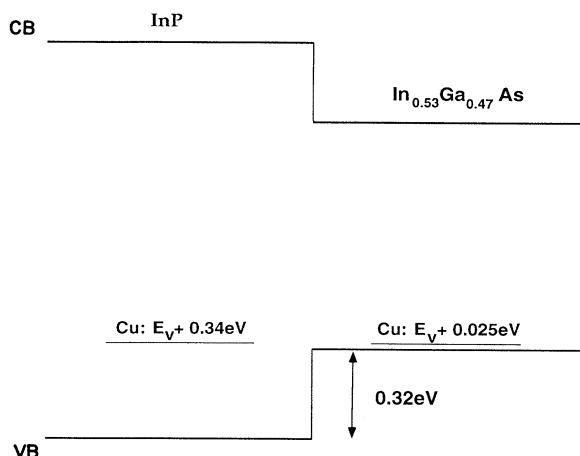 InP
CB
In0.53Ga0.47 As
Cu: EV+ 0.34eV
Cu: EV+ 0.025eV
0.32eV
VB